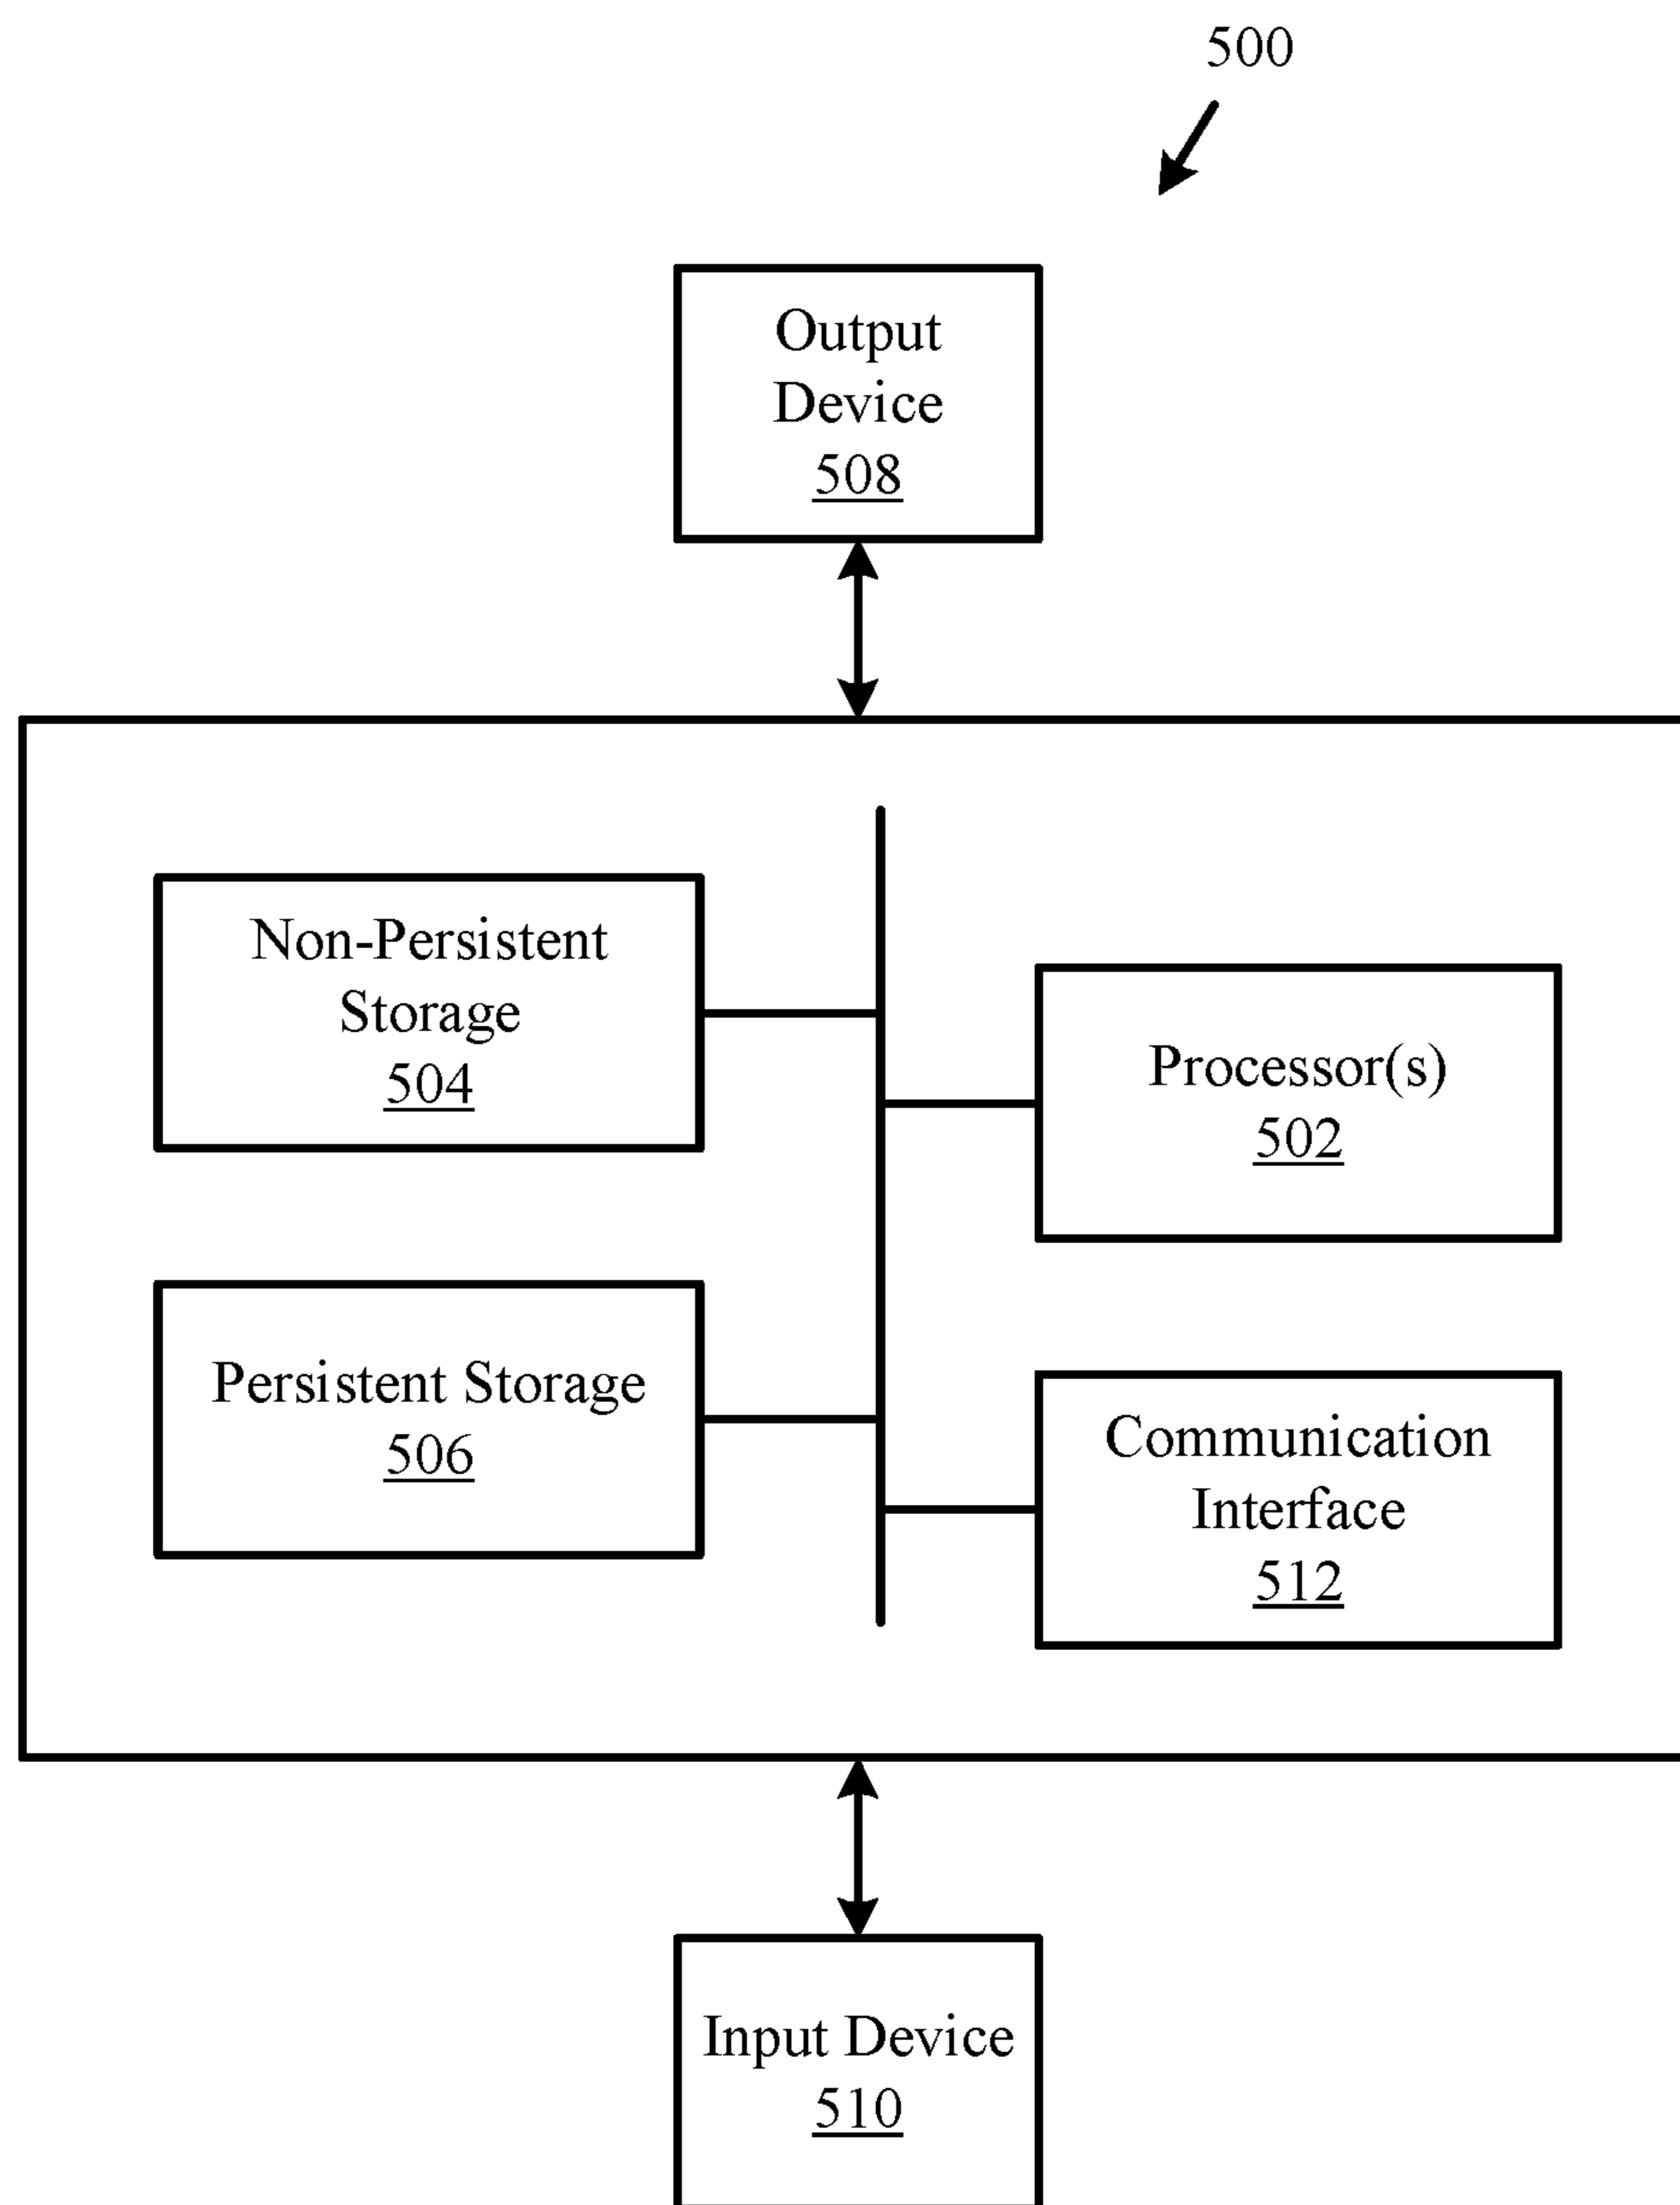 500
Output
Device
508
Non-Persistent
Storage
504
Processor(s)
502
Persistent Storage
506
Communication
Interface
512
Input Device
510